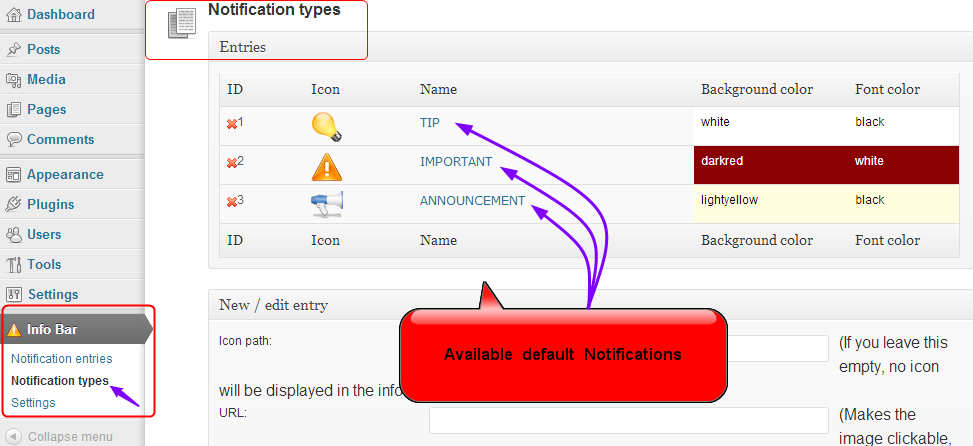 Dashboard
Posts
Media
Pages
Comments
Appearance
Plugins
Users
Tools
Settings
Info Bar
Notification entries
Notification types
Settings
Collapse menu
Notification types
Entries
ID Icon Name Background color Font color
1 TIP white black
2 IMPORTANT darkred white
3 ANNOUNCEMENT lightyellow black
ID Icon Name Background color Font color
New / edit entry
Available default Notifications
Icon path: (If you leave this
empty, no icon
will be displayed in the info
URL: (Makes the
image clickable,